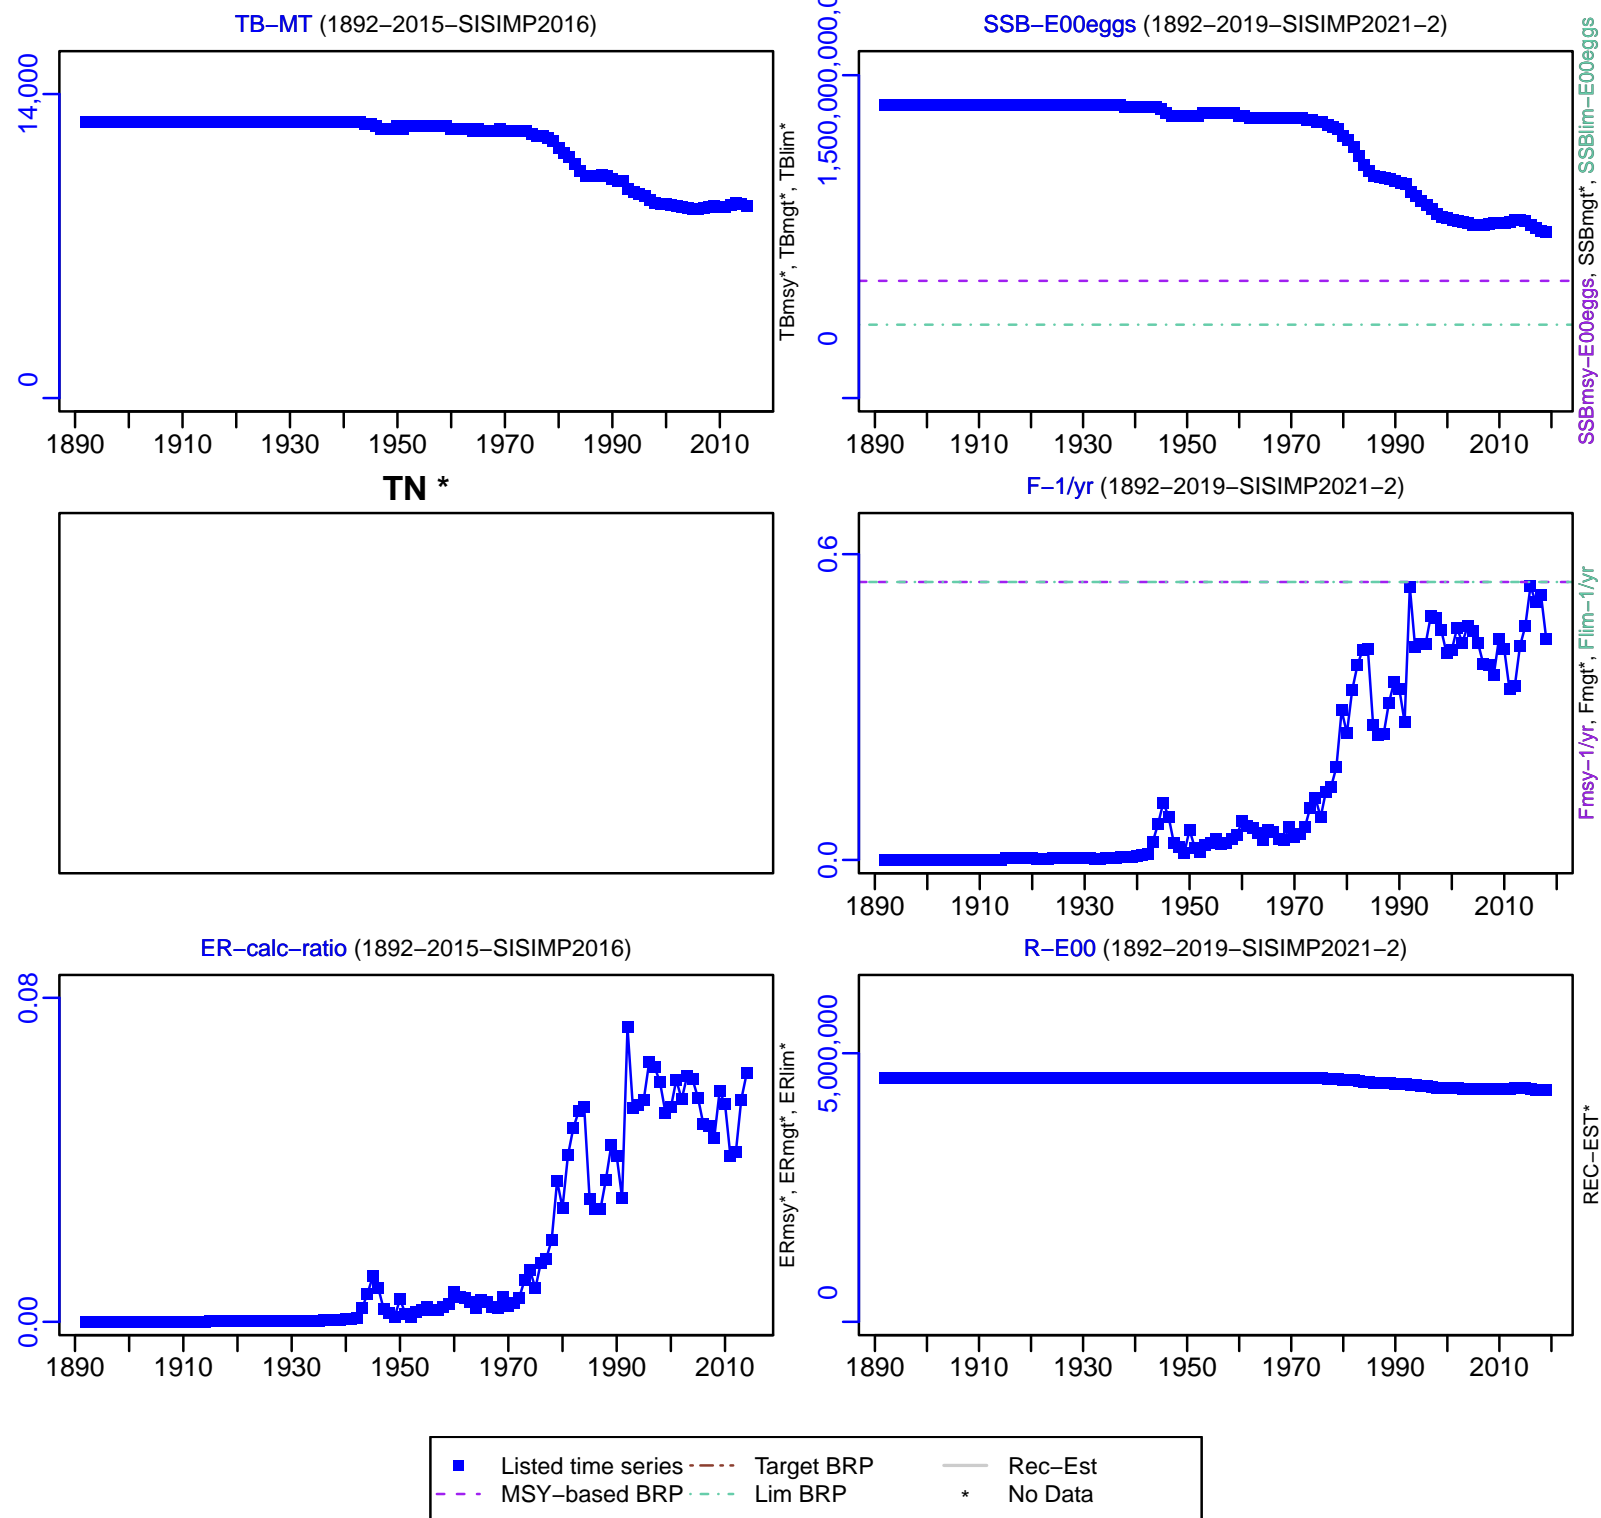 TB−MT (1892−2015−SISIMP2016)
14,000
0
TBmsy*, TBmgt*, TBlim*
1890 1910 1930 1950 1970 1990 2010
SSB−E00eggs (1892−2019−SISIMP2021−2)
1,500,000,0
0
SSBmsy−E00eggs, SSBmgt*, SSBlim−E00eggs
1890 1910 1930 1950 1970 1990 2010
TN *
F−1/yr (1892−2019−SISIMP2021−2)
0.6
0.0
Fmsy−1/yr, Fmgt*, Flim−1/yr
1890 1910 1930 1950 1970 1990 2010
ER−calc−ratio (1892−2015−SISIMP2016)
0.08
0.00
ERmsy*, ERmgt*, ERlim*
1890 1910 1930 1950 1970 1990 2010
R−E00 (1892−2019−SISIMP2021−2)
5,000,000
0
REC−EST*
1890 1910 1930 1950 1970 1990 2010
Listed time series Target BRP Rec−Est
MSY−based BRP Lim BRP * No Data